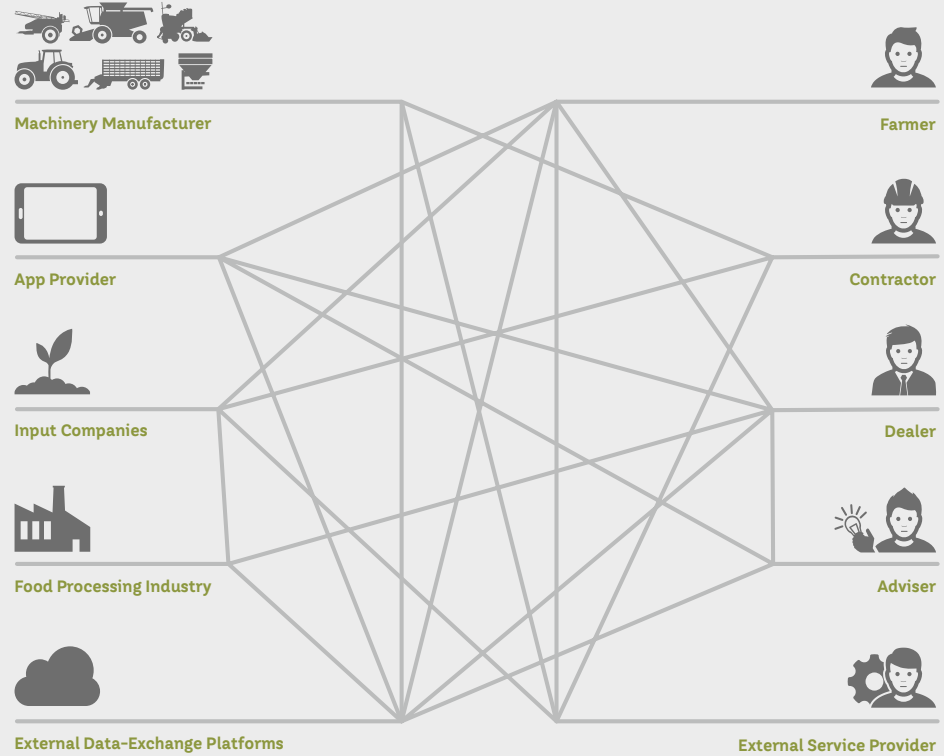 Machinery Manufacturer
Farmer
App Provider
Contractor
Input Companies
Dealer
Food Processing Industry
Adviser
External Data-Exchange Platforms
External Service Provider